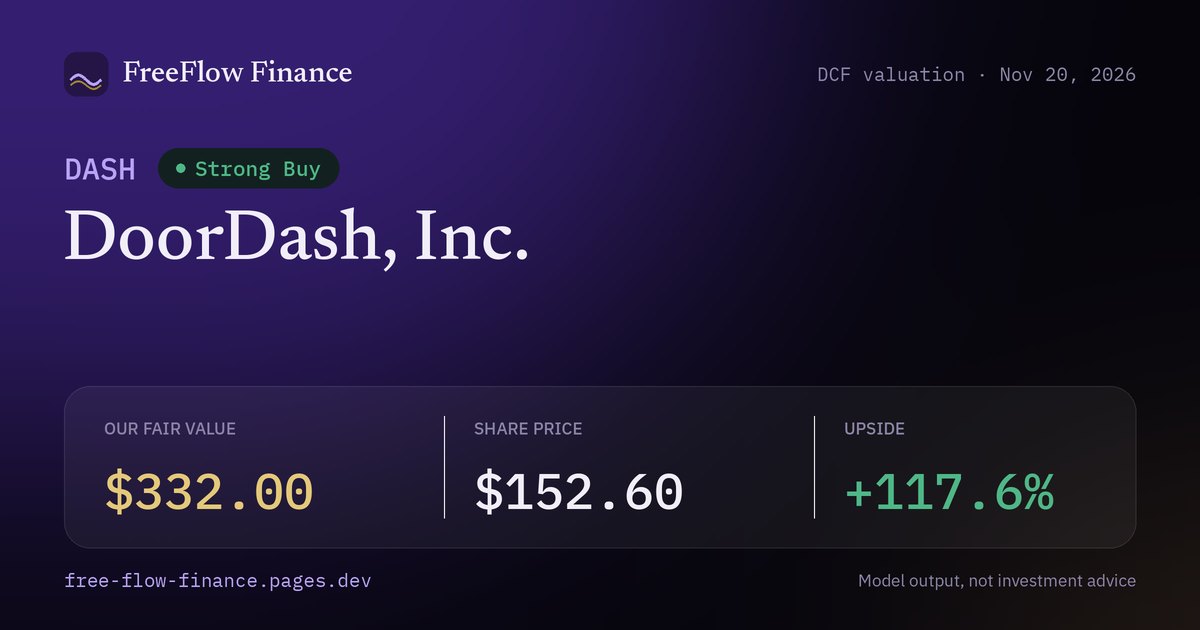 FreeFlow Finance
DCF valuation · Nov 20, 2026
DASH
Strong Buy
DoorDash, Inc.
OUR FAIR VALUE
$332.00
SHARE PRICE
$152.60
UPSIDE
+117.6%
free-flow-finance.pages.dev
Model output, not investment advice